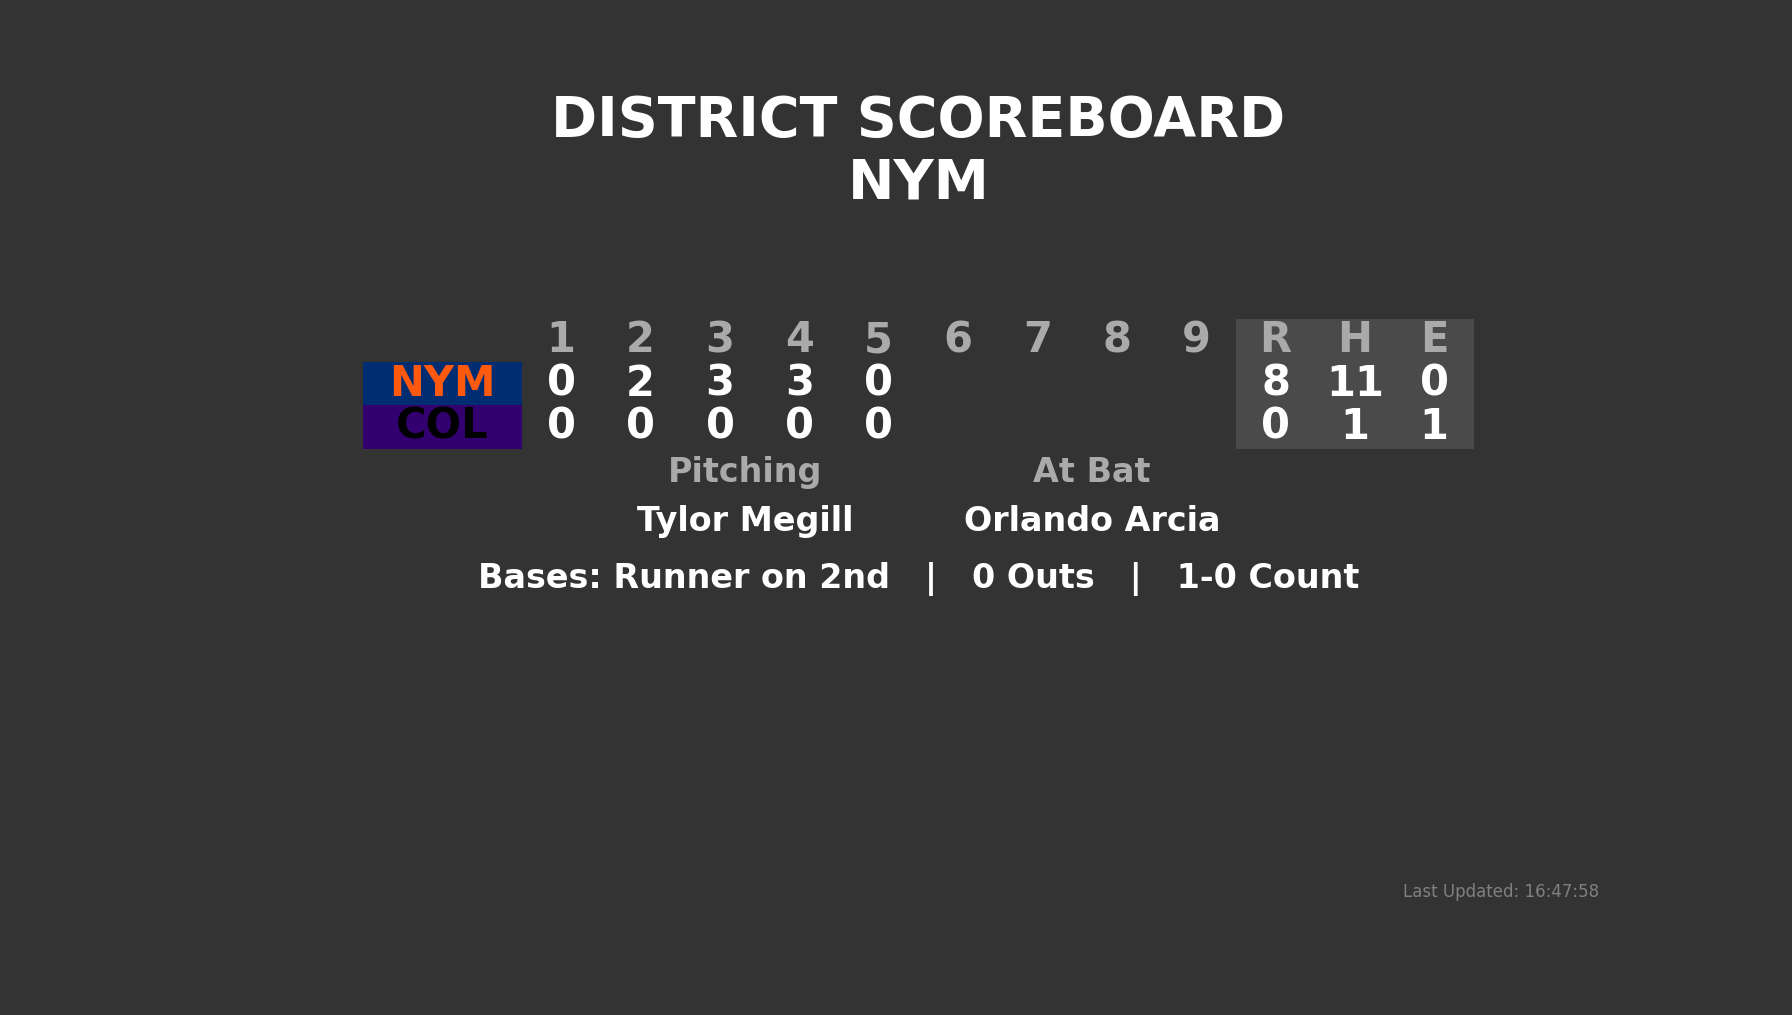 DISTRICT SCOREBOARD
NYM
1 2 3 4 5 6 7 8 9 R H E
NYM 0 2 3 3 0 8 11 0
COL 0 0 0 0 0 0 1 1
Pitching At Bat
Tylor Megill Orlando Arcia
Bases: Runner on 2nd | 0 Outs | 1-0 Count
Last Updated: 16:47:58